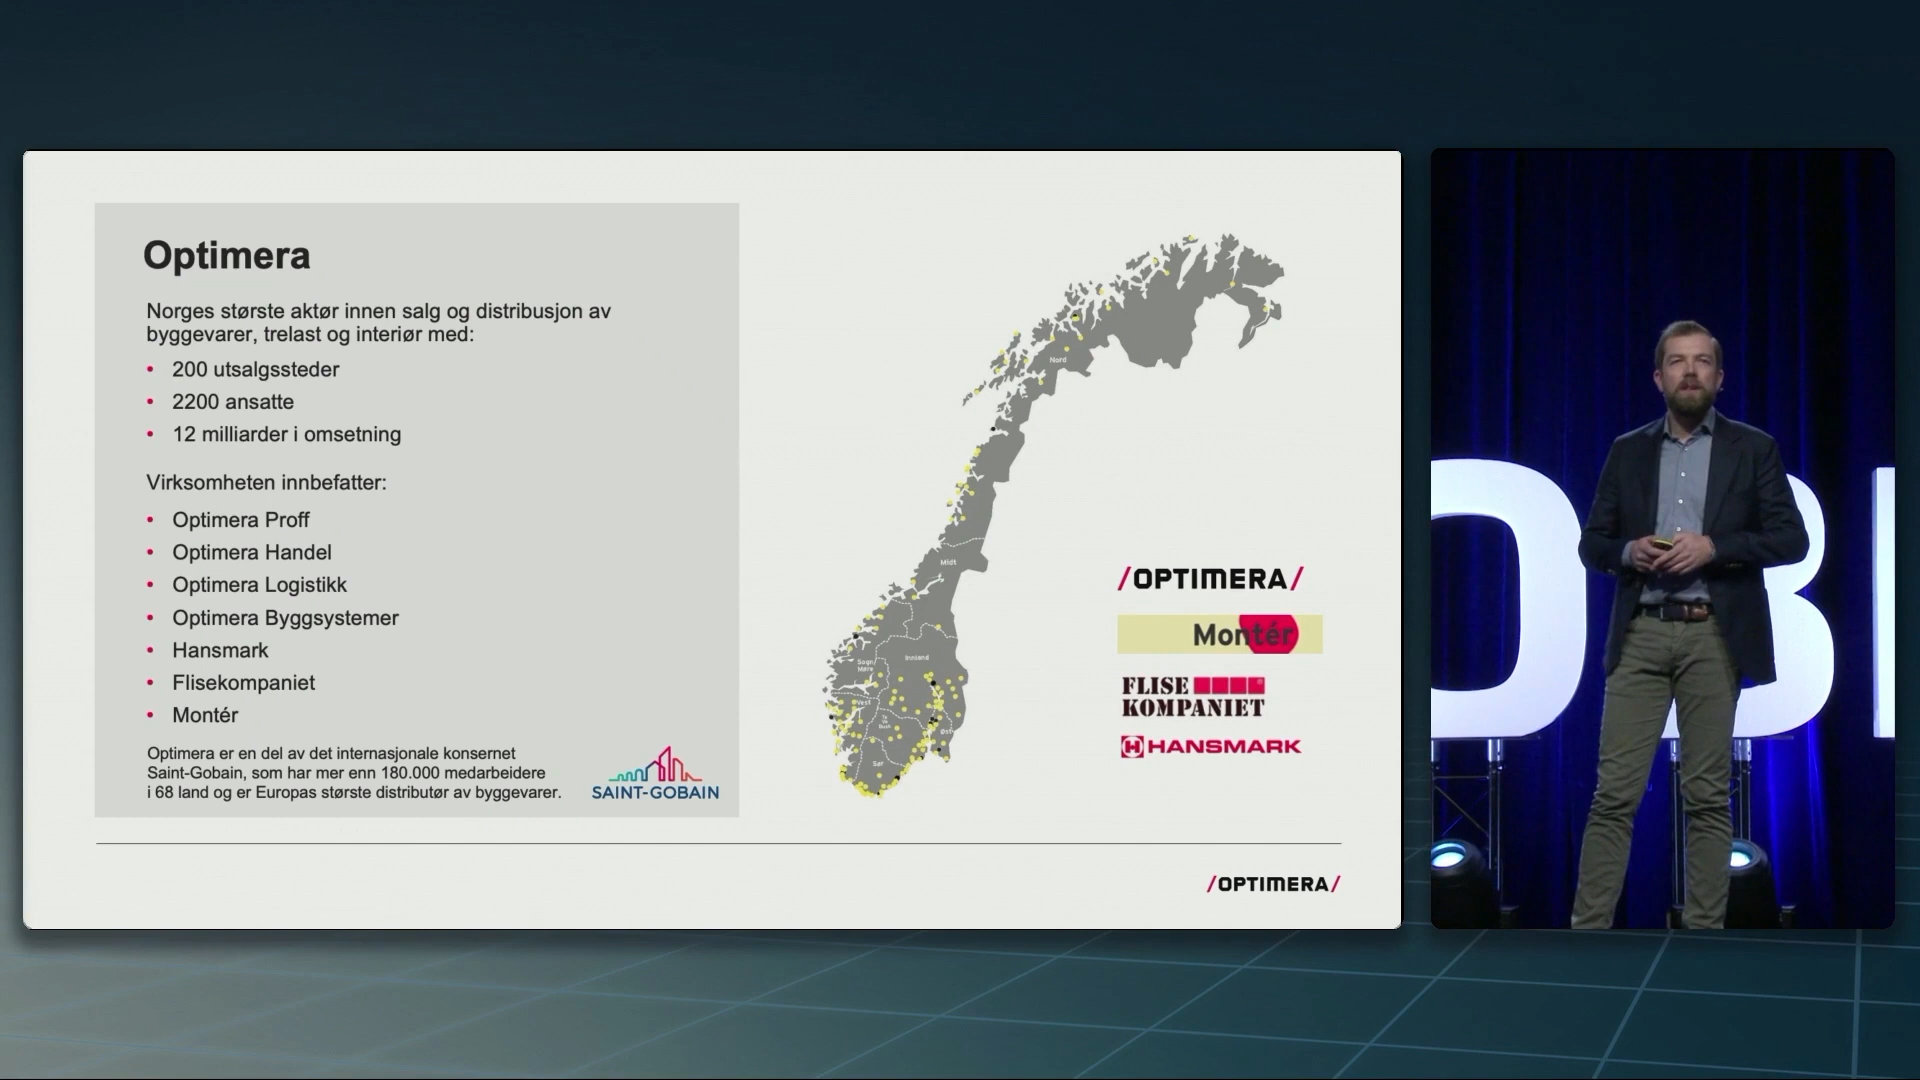 Optimera
Norges største aktør innen salg og distribusjon av
byggevarer, trelast og interiør med:
• 200 utsalgssteder
• 2200 ansatte
• 12 milliarder i omsetning
Virksomheten innbefatter:
• Optimera Proff
• Optimera Handel
• Optimera Logistikk
• Optimera Byggsystemer
• Hansmark
• Flisekompaniet
• Montér
Optimera er en del av det internasjonale konsernet
Saint-Gobain, som har mer enn 180.000 medarbeidere
i 68 land og er Europas største distributør av byggevarer.
SAINT-GOBAIN
Nord
Midt
Innland
Sogn
Møre
Vest
Øst
Sør
/OPTIMERA/
Montér
FLISE
KOMPANIET
HANSMARK
/OPTIMERA/